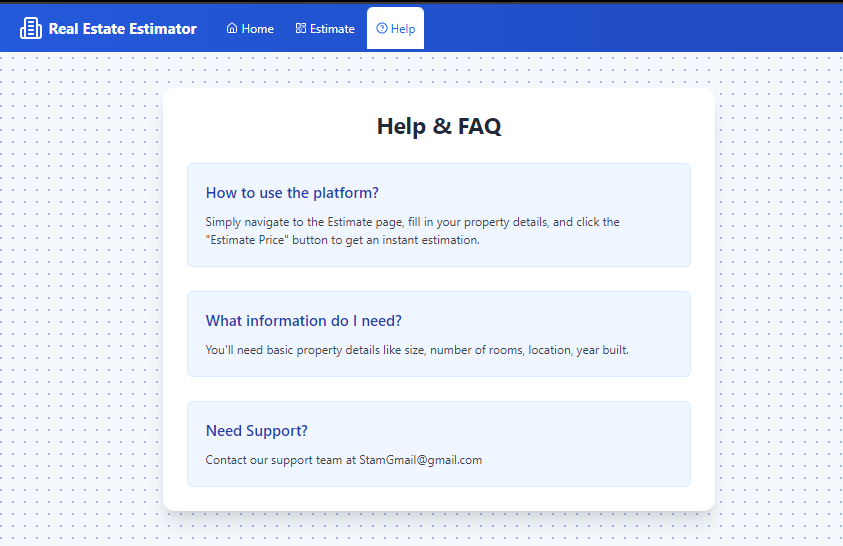 Real Estate Estimator
Home
Estimate
Help
Help & FAQ
How to use the platform?
Simply navigate to the Estimate page, fill in your property details, and click the
"Estimate Price" button to get an instant estimation.
What information do I need?
You'll need basic property details like size, number of rooms, location, year built.
Need Support?
Contact our support team at StamGmail@gmail.com